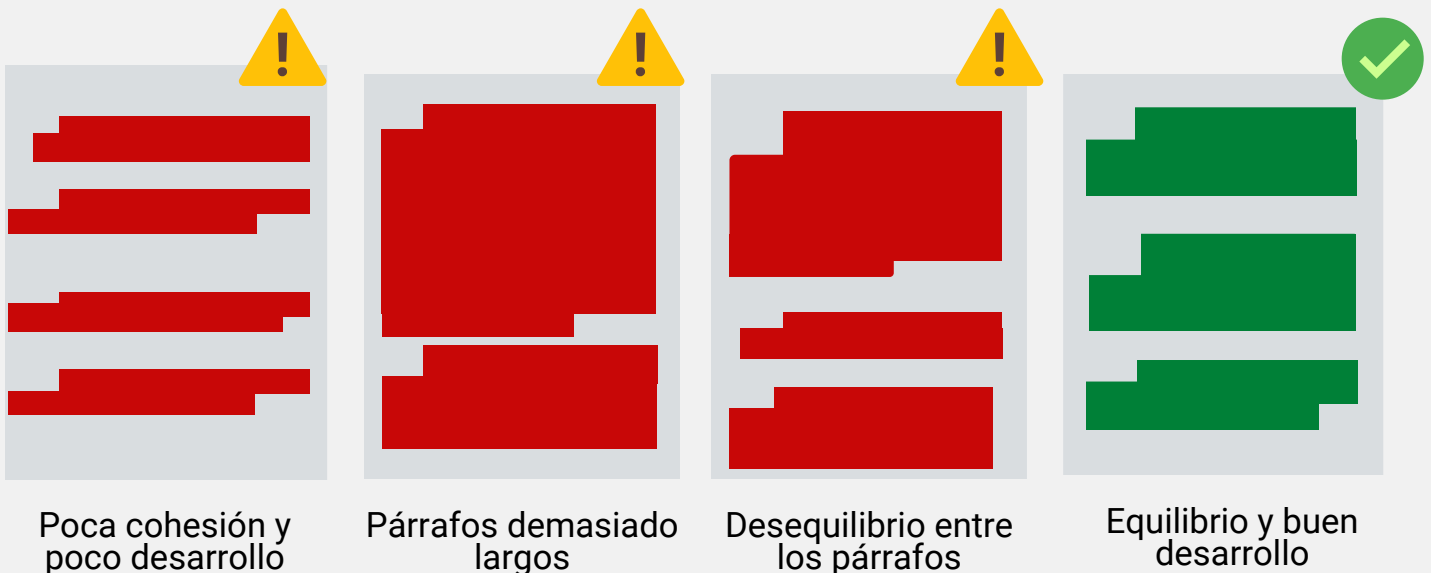 Poca cohesión y
poco desarrollo
Párrafos demasiado
largos
Desequilibrio entre
los párrafos
Equilibrio y buen
desarrollo